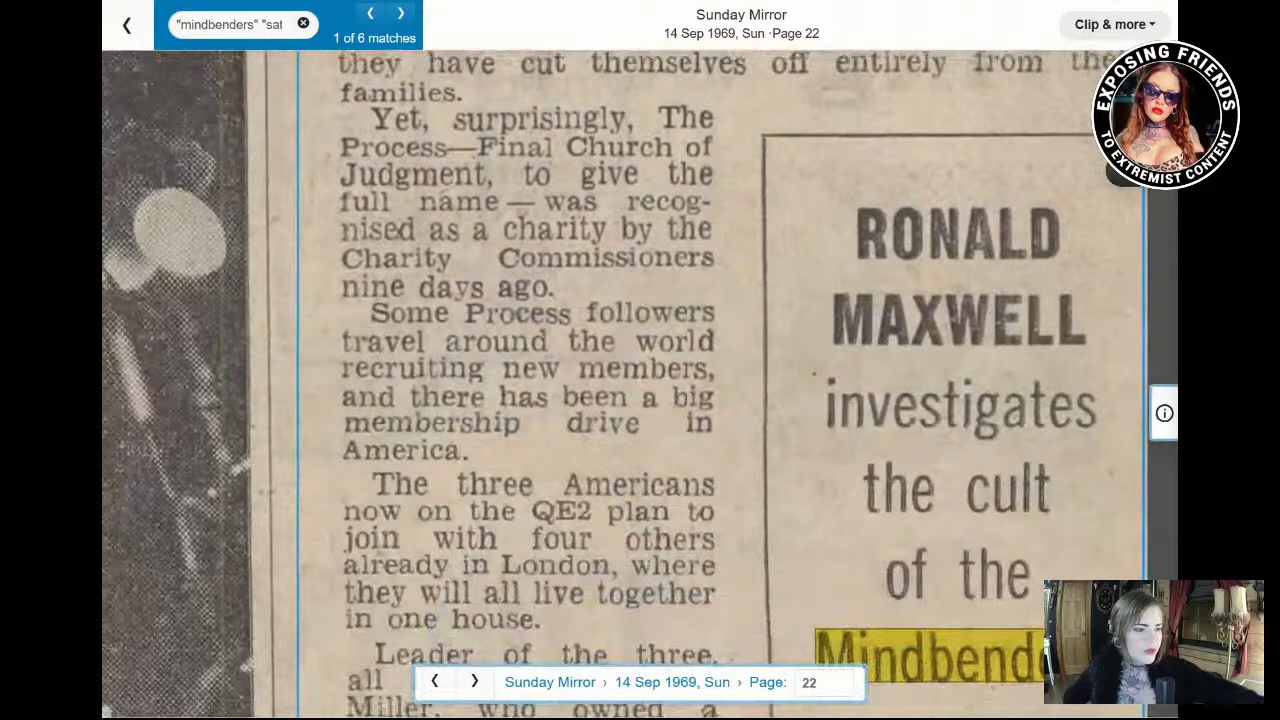 "mindbenders" "sat
1 of 6 matches
Sunday Mirror
14 Sep 1969, Sun · Page 22
Clip & more
EXPOSING FRIENDS
TO EXTREMIST CONTENT
they have cut themselves off entirely from the
families.
Yet, surprisingly, The
Process—Final Church of
Judgment, to give the
full name — was recog-
nised as a charity by the
Charity Commissioners
nine days ago.
Some Process followers
travel around the world
recruiting new members,
and there has been a big
membership drive in
America.
The three Americans
now on the QE2 plan to
join with four others
already in London, where
they will all live together
in one house.
Leader of the three,
all
Miller, who owned a
RONALD
MAXWELL
investigates
the cult
of the
Mindbende
Sunday Mirror › 14 Sep 1969, Sun › Page: 22